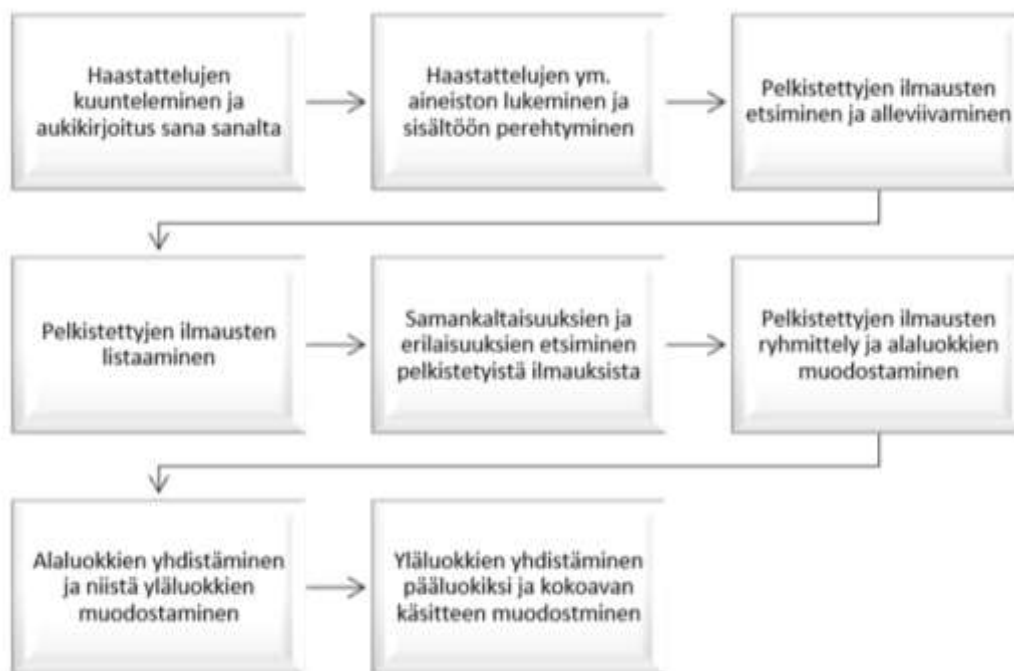 Haastattelujen
kuunteleminen ja
aukikirjoitus sana sanalta
Haastattelujen ym.
aineiston lukeminen ja
sisältöön perehtyminen
Pelkistettyjen ilmausten
etsiminen ja alleviivaminen
Pelkistettyjen ilmausten
listaaminen
Samankaltaisuuksien ja
erilaisuuksien etsiminen
pelkistetyistä ilmauksista
Pelkistettyjen ilmausten
ryhmittely ja alaluokkien
muodostaminen
Alaluokkien yhdistäminen
ja niistä yläluokkien
muodostaminen
Yläluokkien yhdistäminen
pääluokiksi ja kokoavan
käsitteen muodostminen